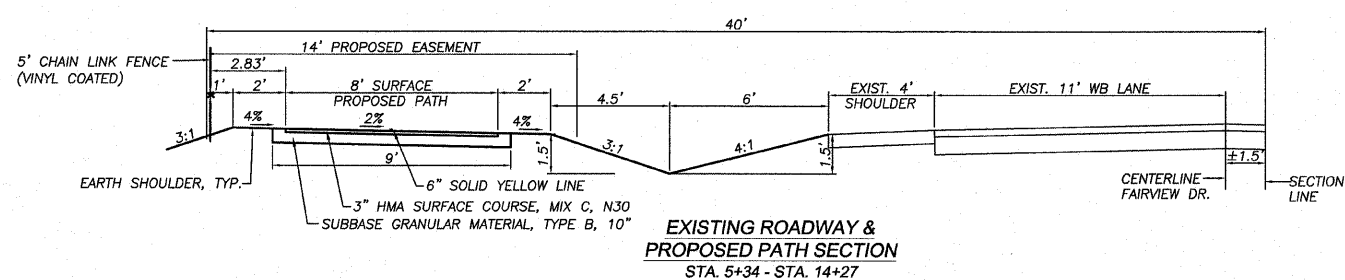 40'
14' PROPOSED EASEMENT
5' CHAIN LINK FENCE
(VINYL COATED)
2.83'
1'
2'
8' SURFACE
PROPOSED PATH
2'
4.5'
6'
EXIST. 4'
SHOULDER
EXIST. 11' WB LANE
4%
2%
4%
3:1
3:1
4:1
1.5'
1.5'
±1.5'
9'
EARTH SHOULDER, TYP.
6" SOLID YELLOW LINE
3" HMA SURFACE COURSE, MIX C, N30
SUBBASE GRANULAR MATERIAL, TYPE B, 10"
CENTERLINE
FAIRVIEW DR.
SECTION
LINE
EXISTING ROADWAY &
PROPOSED PATH SECTION
STA. 5+34 - STA. 14+27